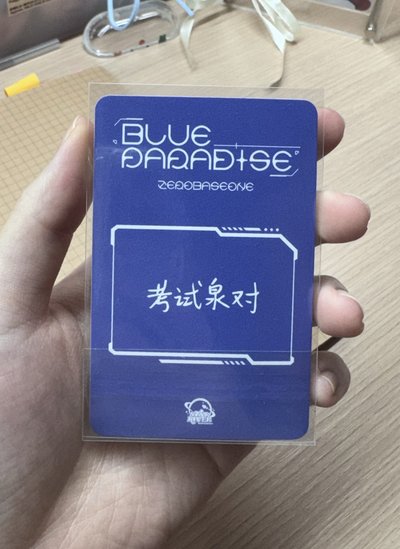 BLUE
PARADISE
ZEROBASEONE
考试泉对